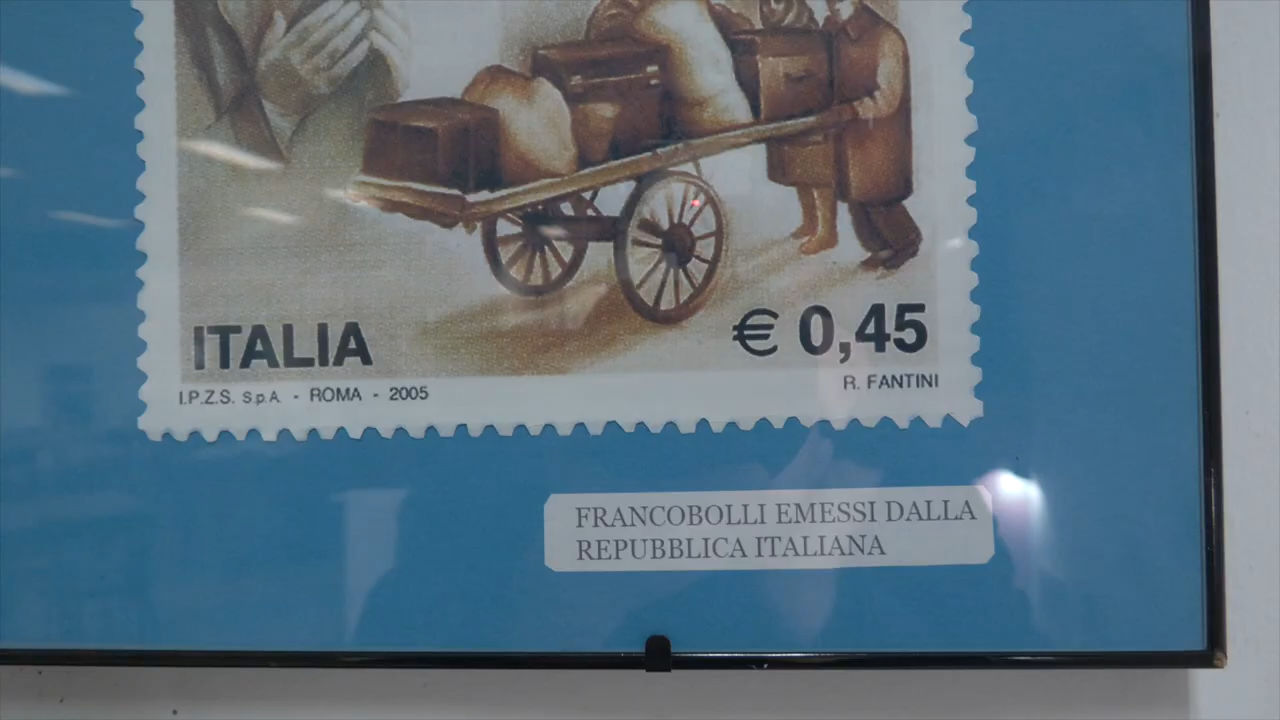 ITALIA
€ 0,45
I.P.Z.S. S.p.A. - ROMA - 2005
R. FANTINI
FRANCOBOLLI EMESSI DALLA
REPUBBLICA ITALIANA